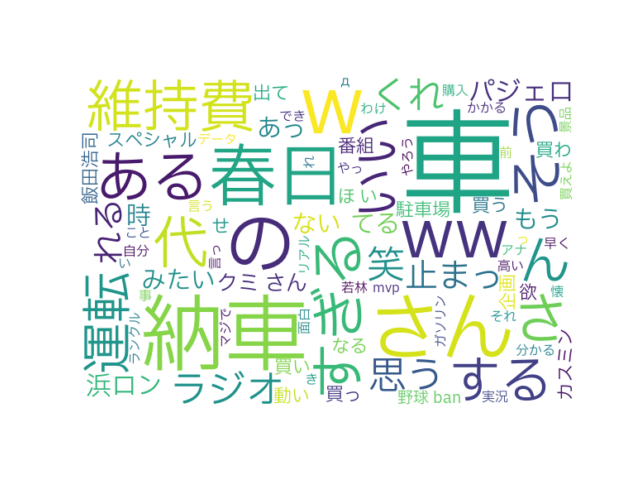 維持費
出て
д
くれ
購入
パジェロ
W
わけ
かかる
景品
スペシャル
でき
あっ
データ
番組
やろう
そう
飯田浩司
ある
春日
れ
やっ
いい
車
前
買わ
買えよ
ほい
れる
時
せ
代
の
ない
てる
駐車場
買う
もう
こと
自分
言う
言っ
リアル
ww
っ
アナ
早く
ん
い
みたい
クミさん
すぎる
笑
止まっ
高い
運転
事
若林
mvp
企画
欲
懐
ランクル
納車
マジで
面白
さん
ガソリン
それ
さ
分かる
カスミン
買い
なる
浜ロン
ラジオ
動い
き
買っ
思う
する
野球 ban
実況